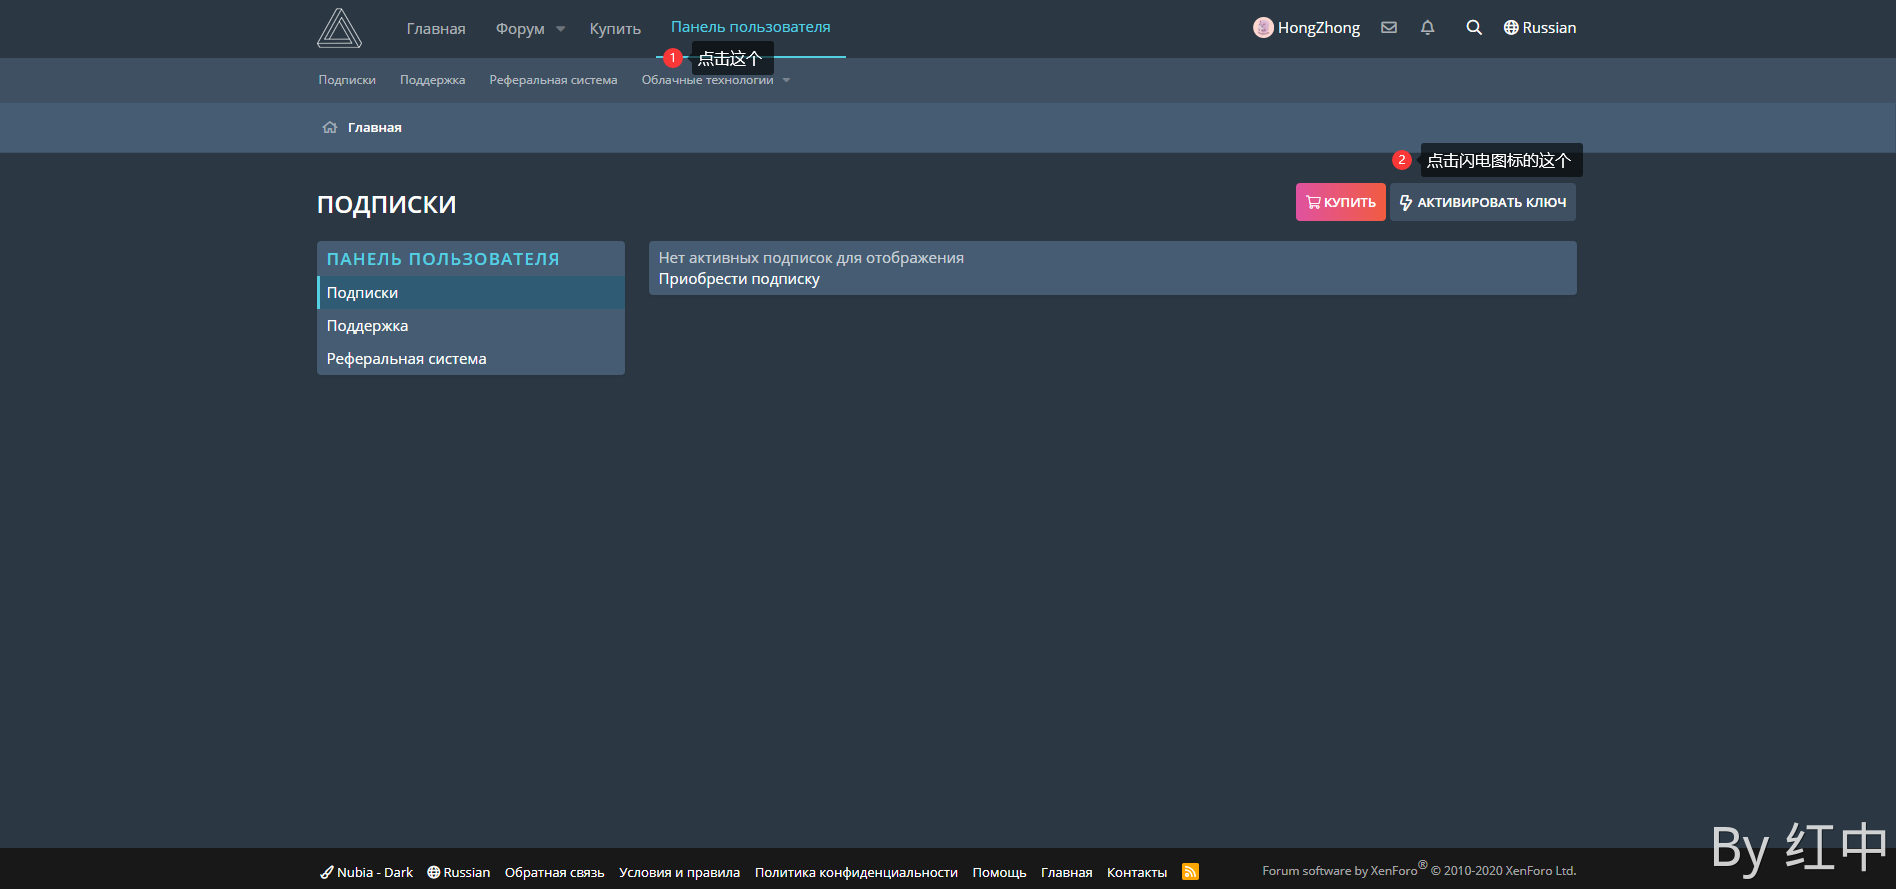 Главная Форум Купить Панель пользователя HongZhong Russian
1 点击这个
Подписки Поддержка Реферальная система Облачные технологии
Главная
2 点击闪电图标的这个
ПОДПИСКИ
КУПИТЬ АКТИВИРОВАТЬ КЛЮЧ
ПАНЕЛЬ ПОЛЬЗОВАТЕЛЯ
Подписки
Поддержка
Реферальная система
Нет активных подписок для отображения
Приобрести подписку
By 红中
Nubia - Dark Russian Обратная связь Условия и правила Политика конфиденциальности Помощь Главная Контакты Forum software by XenForo® © 2010-2020 XenForo Ltd.